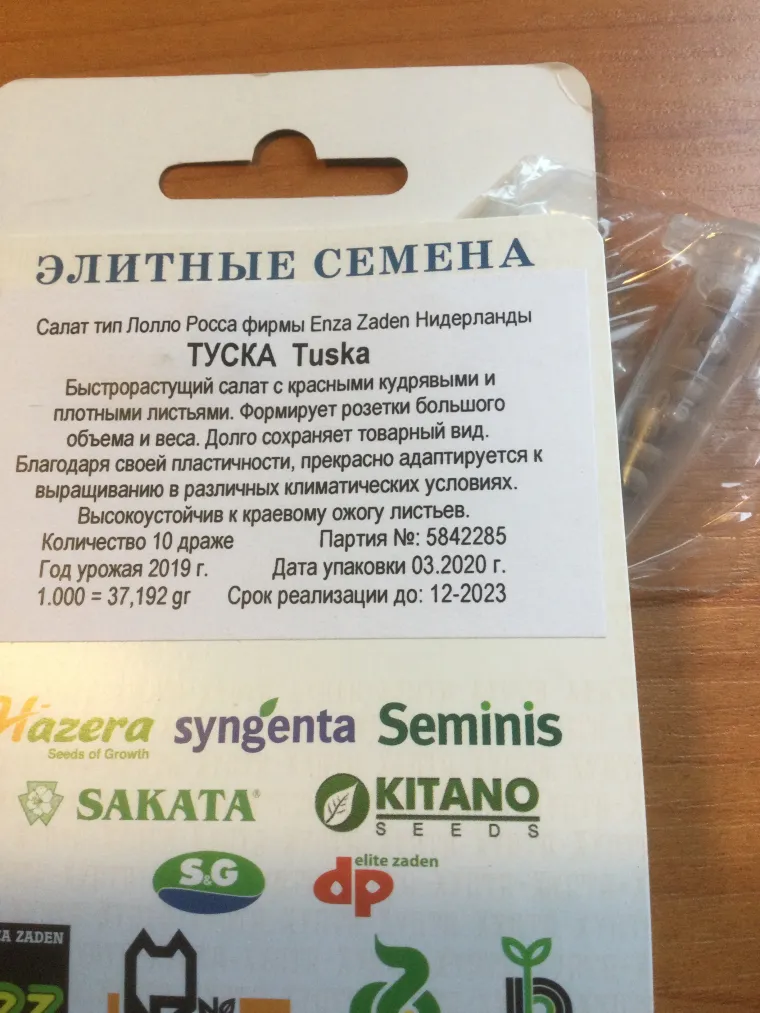 ЭЛИТНЫЕ СЕМЕНА
Салат тип Лолло Росса фирмы Enza Zaden Нидерланды
ТУСКА Tuska
Быстрорастущий салат с красными кудрявыми и
плотными листьями. Формирует розетки большого
объема и веса. Долго сохраняет товарный вид.
Благодаря своей пластичности, прекрасно адаптируется к
выращиванию в различных климатических условиях.
Высокоустойчив к краевому ожогу листьев.
Количество 10 драже Партия №: 5842285
Год урожая 2019 г. Дата упаковки 03.2020 г.
1.000 = 37,192 gr Срок реализации до: 12-2023
Hazera syngenta Seminis
Seeds of Growth
SAKATA® KITANO
SEEDS
S&G dp elite zaden
ZADEN